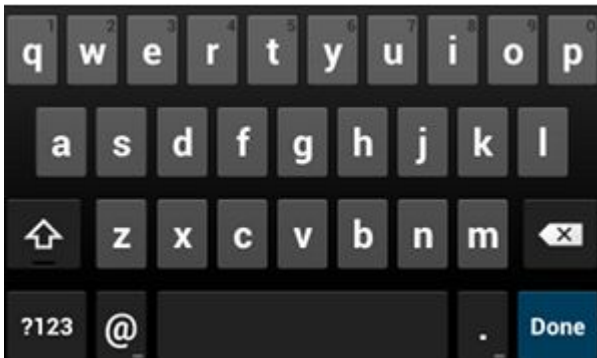 1 2 3 4 5 6 7 8 9 0
q w e r t y u i o p
a s d f g h j k l
z x c v b n m
?123 @ . Done